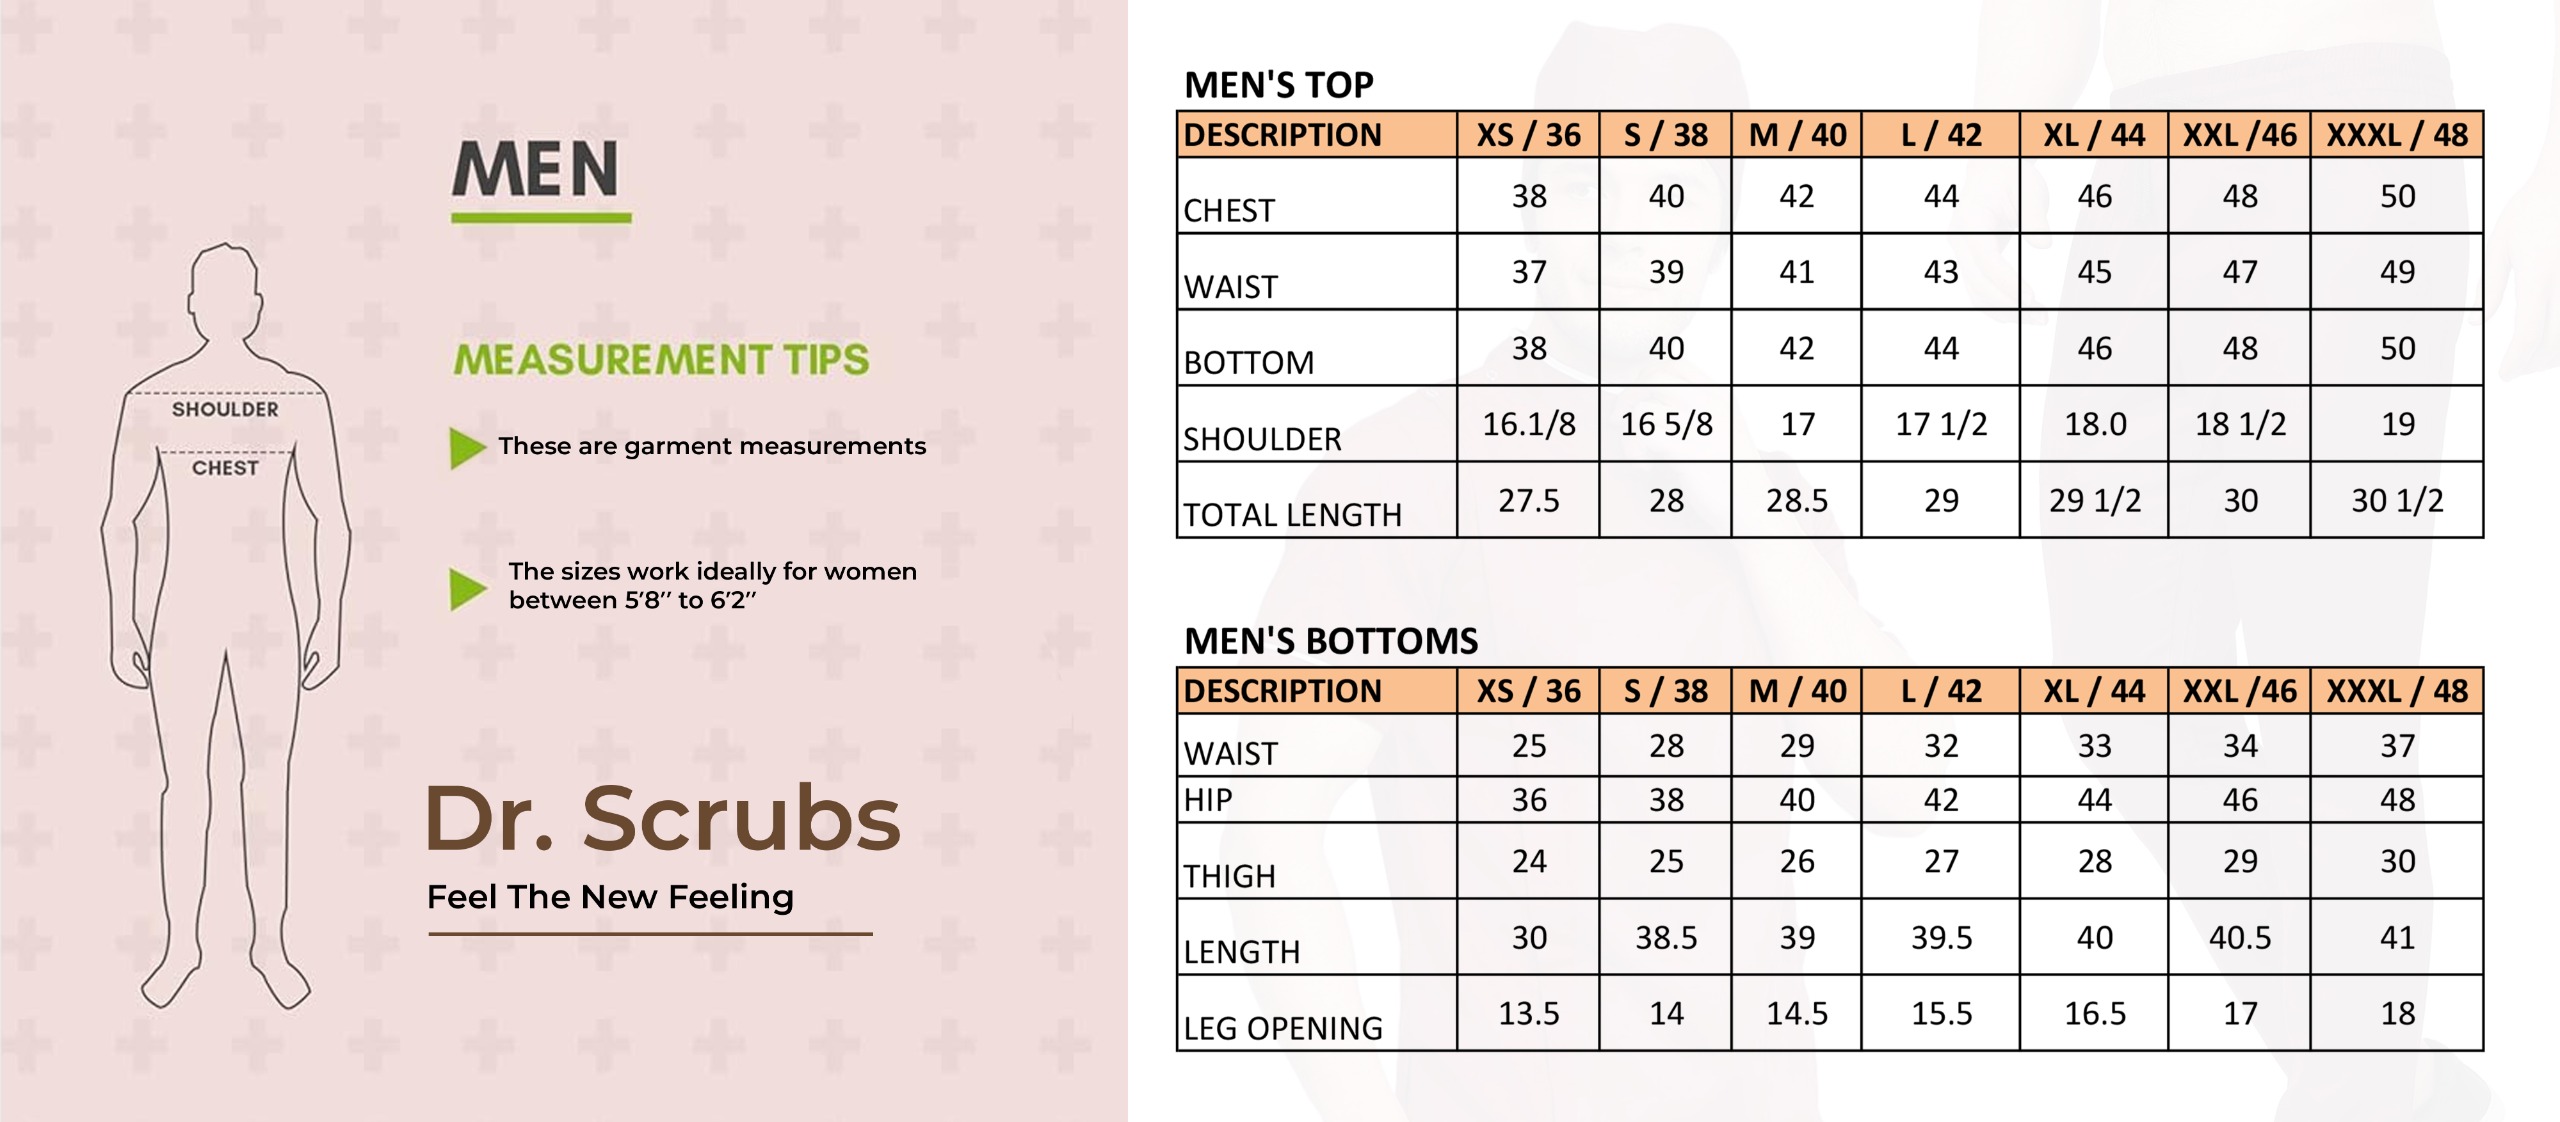 MEN
MEASUREMENT TIPS
These are garment measurements
The sizes work ideally for women
between 5'8’’ to 6'2’’
SHOULDER
CHEST
Dr. Scrubs
Feel The New Feeling
MEN'S TOP
DESCRIPTION XS / 36 S / 38 M / 40 L / 42 XL / 44 XXL /46 XXXL / 48
CHEST 38 40 42 44 46 48 50
WAIST 37 39 41 43 45 47 49
BOTTOM 38 40 42 44 46 48 50
SHOULDER 16.1/8 16 5/8 17 17 1/2 18.0 18 1/2 19
TOTAL LENGTH 27.5 28 28.5 29 29 1/2 30 30 1/2
MEN'S BOTTOMS
DESCRIPTION XS / 36 S / 38 M / 40 L / 42 XL / 44 XXL /46 XXXL / 48
WAIST 25 28 29 32 33 34 37
HIP 36 38 40 42 44 46 48
THIGH 24 25 26 27 28 29 30
LENGTH 30 38.5 39 39.5 40 40.5 41
LEG OPENING 13.5 14 14.5 15.5 16.5 17 18